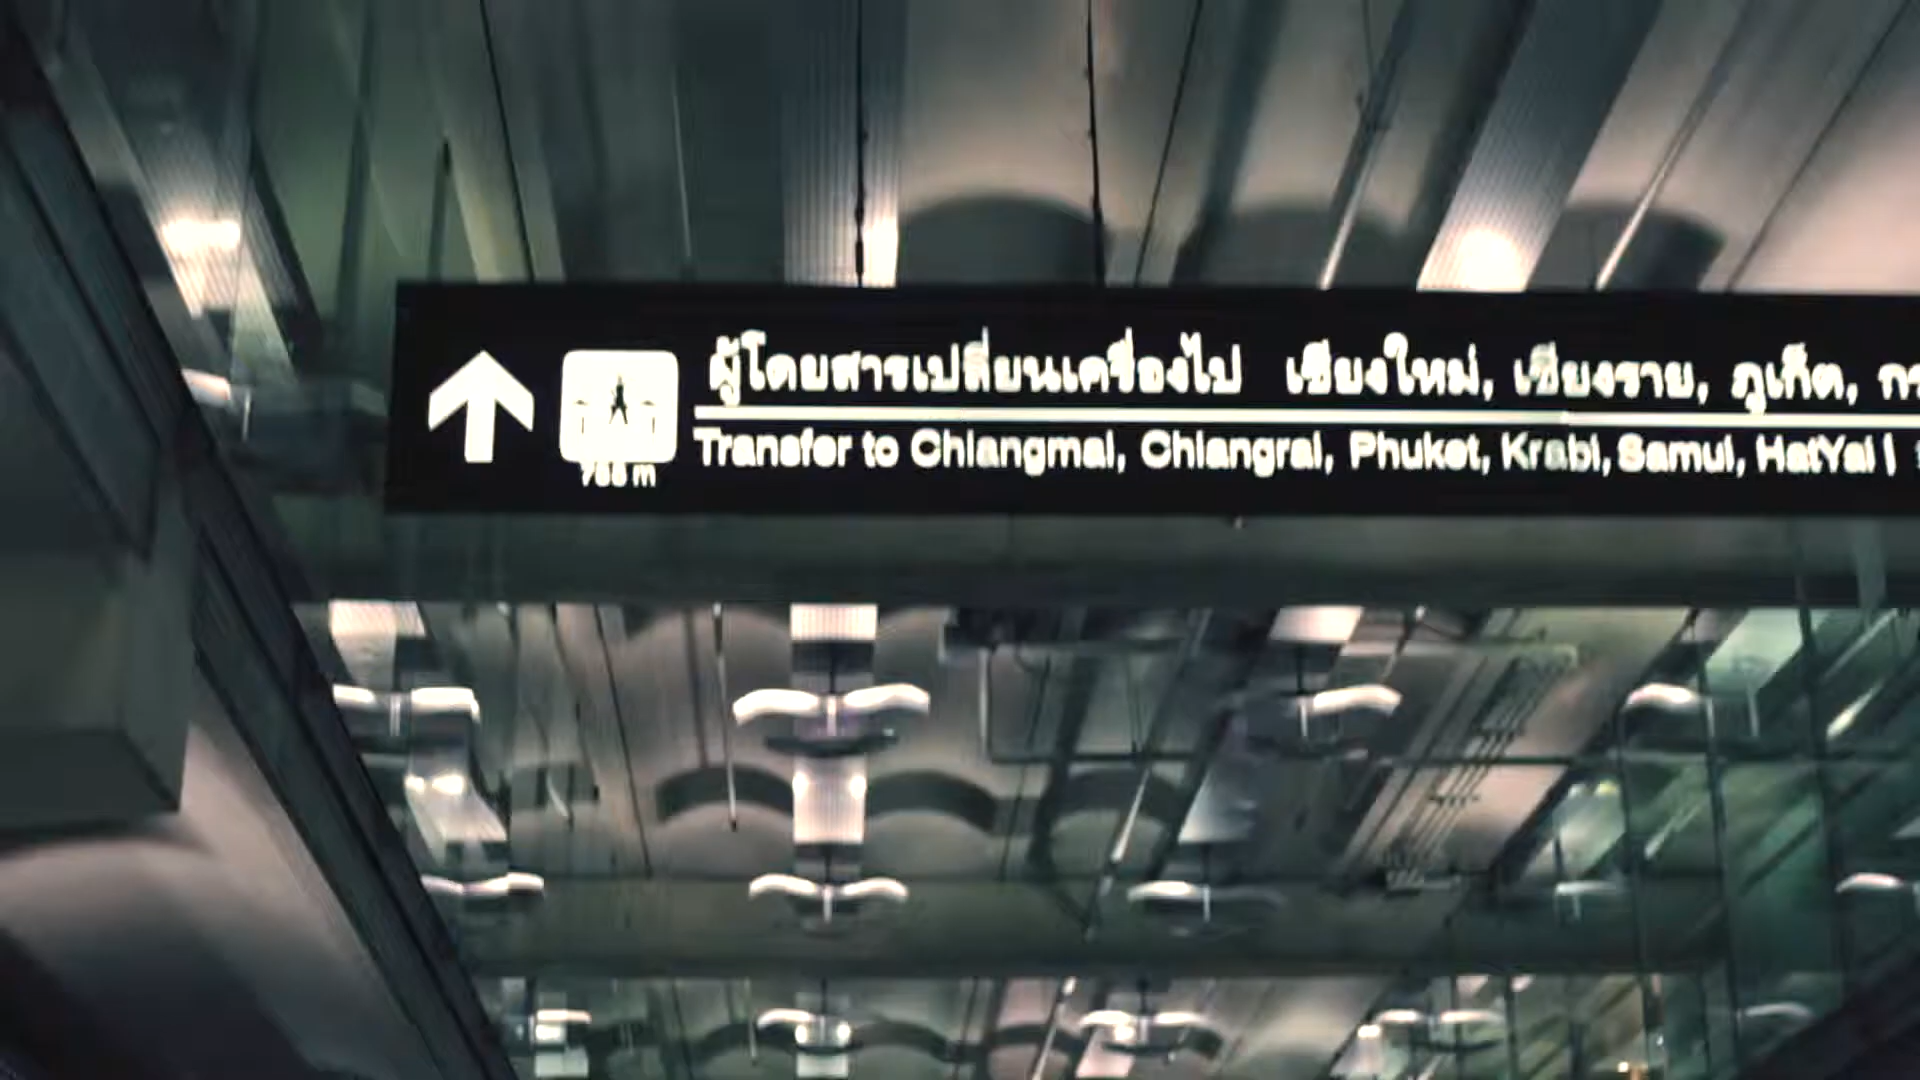 ผู้โดยสารเปลี่ยนเครื่องไป เชียงใหม่, เชียงราย, ภูเก็ต,
Transfer to Chiangmai, Chiangrai, Phuket, Krabi, Samui, HatYai |